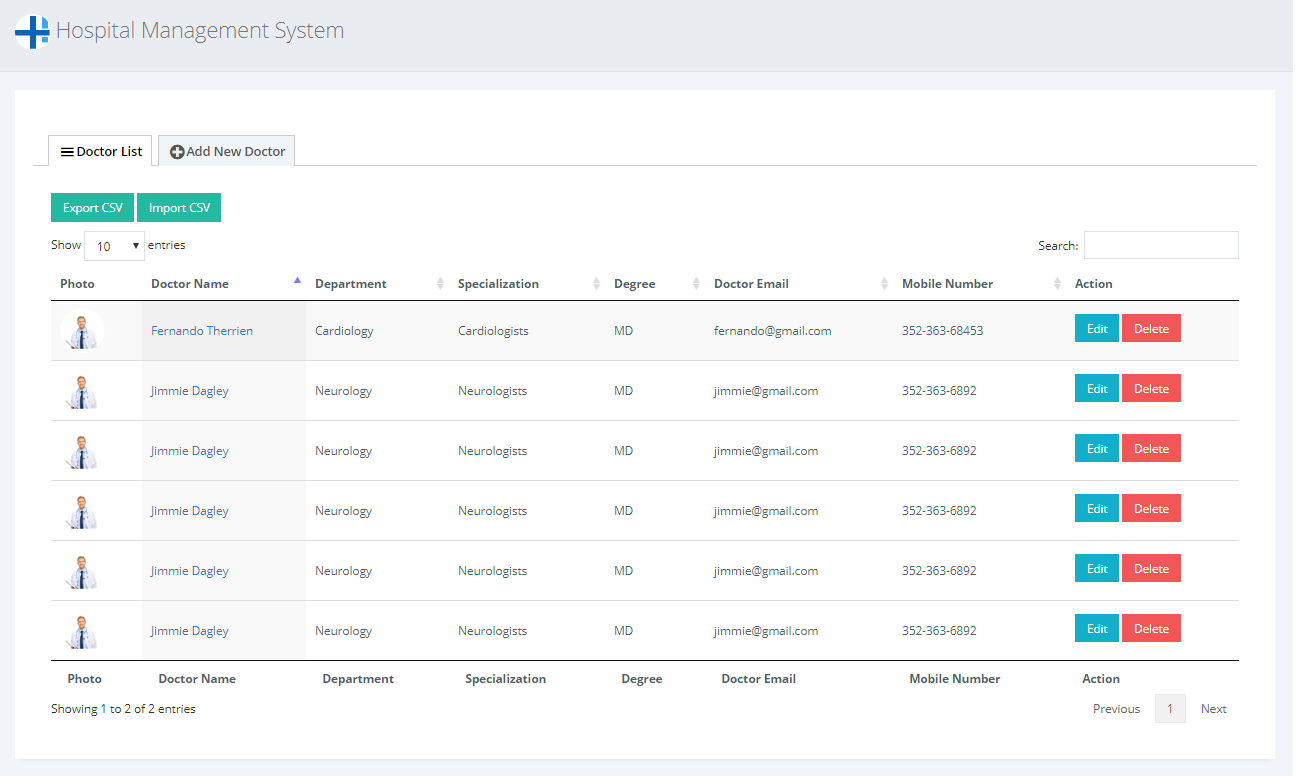 Hospital Management System
Doctor List Add New Doctor
Export CSV Import CSV
Show 10 entries Search:
Photo Doctor Name Department Specialization Degree Doctor Email Mobile Number Action
Fernando Therrien Cardiology Cardiologists MD fernando@gmail.com 352-363-68453 Edit Delete
Jimmie Dagley Neurology Neurologists MD jimmie@gmail.com 352-363-6892 Edit Delete
Jimmie Dagley Neurology Neurologists MD jimmie@gmail.com 352-363-6892 Edit Delete
Jimmie Dagley Neurology Neurologists MD jimmie@gmail.com 352-363-6892 Edit Delete
Jimmie Dagley Neurology Neurologists MD jimmie@gmail.com 352-363-6892 Edit Delete
Jimmie Dagley Neurology Neurologists MD jimmie@gmail.com 352-363-6892 Edit Delete
Photo Doctor Name Department Specialization Degree Doctor Email Mobile Number Action
Showing 1 to 2 of 2 entries Previous 1 Next